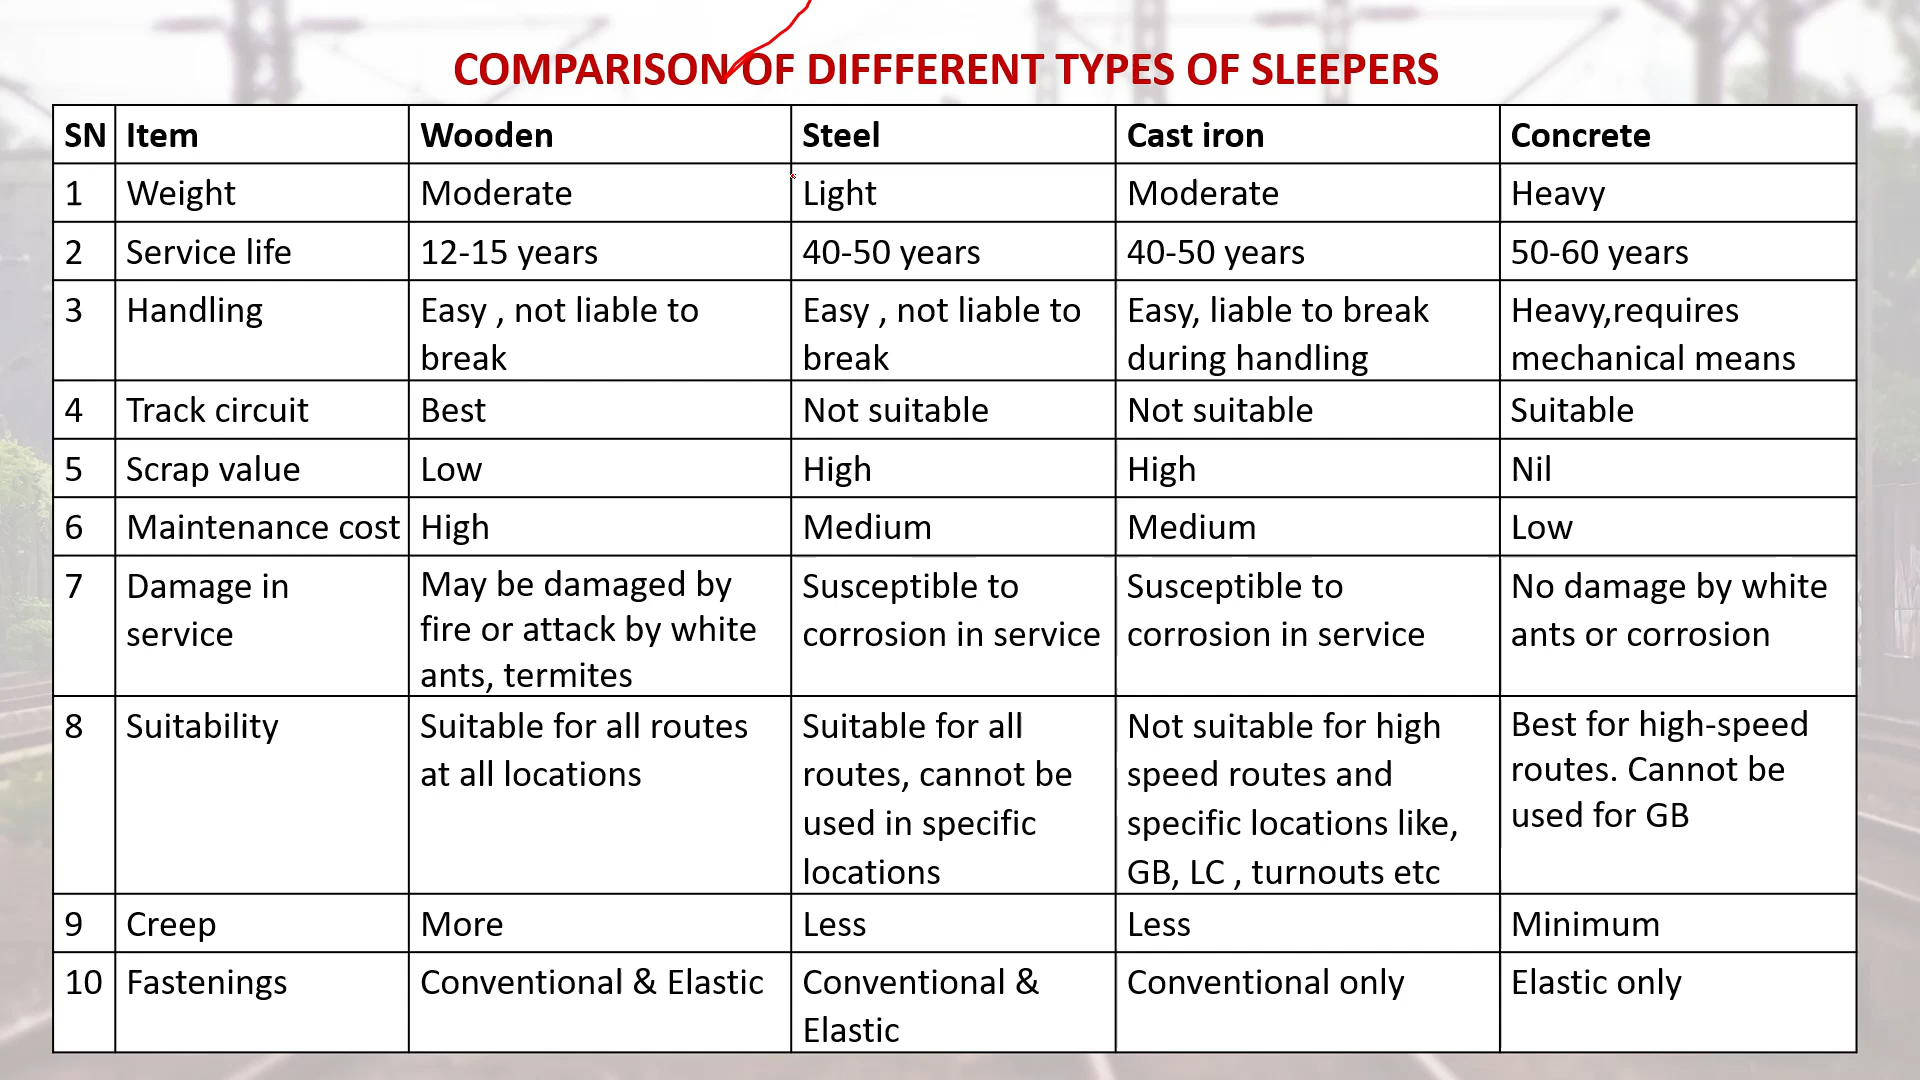 COMPARISON OF DIFFFERENT TYPES OF SLEEPERS
SN Item Wooden Steel Cast iron Concrete
1 Weight Moderate Light Moderate Heavy
2 Service life 12-15 years 40-50 years 40-50 years 50-60 years
3 Handling Easy , not liable to Easy , not liable to Easy, liable to break Heavy,requires
break break during handling mechanical means
4 Track circuit Best Not suitable Not suitable Suitable
5 Scrap value Low High High Nil
6 Maintenance cost High Medium Medium Low
7 Damage in May be damaged by Susceptible to Susceptible to No damage by white
service fire or attack by white corrosion in service corrosion in service ants or corrosion
ants, termites
8 Suitability Suitable for all routes Suitable for all Not suitable for high Best for high-speed
at all locations routes, cannot be speed routes and routes. Cannot be
used in specific specific locations like, used for GB
locations GB, LC , turnouts etc
9 Creep More Less Less Minimum
10 Fastenings Conventional & Elastic Conventional & Conventional only Elastic only
Elastic